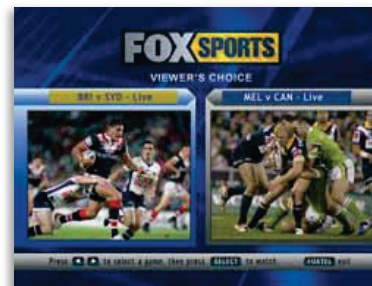 FOX SPORTS
VIEWER'S CHOICE
BRI v SYD - Live
MEL v CAN - Live
Press ◀ ▶ to select a game, then press SELECT to watch. FOXTEL exit